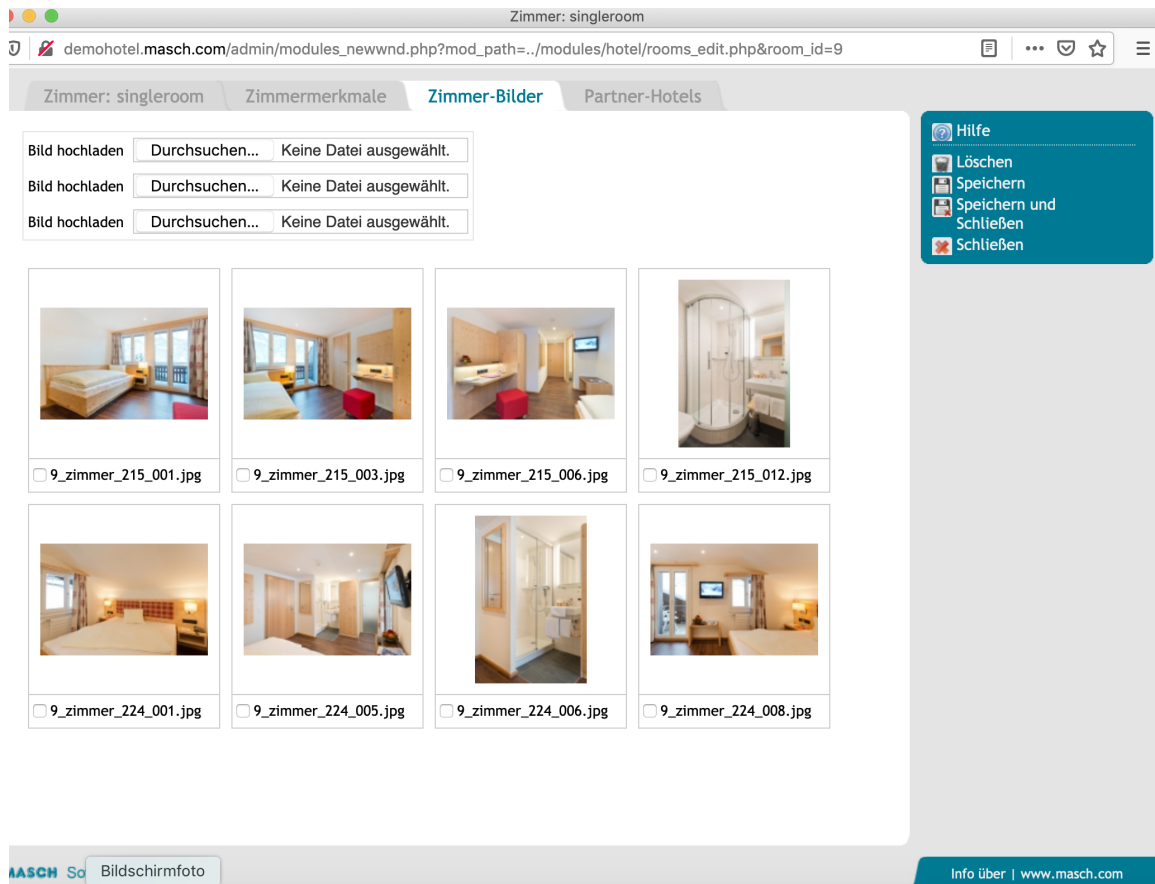 Zimmer: singleroom
demohotel.masch.com/admin/modules_newwnd.php?mod_path=../modules/hotel/rooms_edit.php&room_id=9
Zimmer: singleroom
Zimmermerkmale
Zimmer-Bilder
Partner-Hotels
Bild hochladen Durchsuchen... Keine Datei ausgewählt.
Bild hochladen Durchsuchen... Keine Datei ausgewählt.
Bild hochladen Durchsuchen... Keine Datei ausgewählt.
Hilfe
Löschen
Speichern
Speichern und
Schließen
Schließen
9_zimmer_215_001.jpg
9_zimmer_215_003.jpg
9_zimmer_215_006.jpg
9_zimmer_215_012.jpg
9_zimmer_224_001.jpg
9_zimmer_224_005.jpg
9_zimmer_224_006.jpg
9_zimmer_224_008.jpg
MASCH So
Bildschirmfoto
Info über | www.masch.com